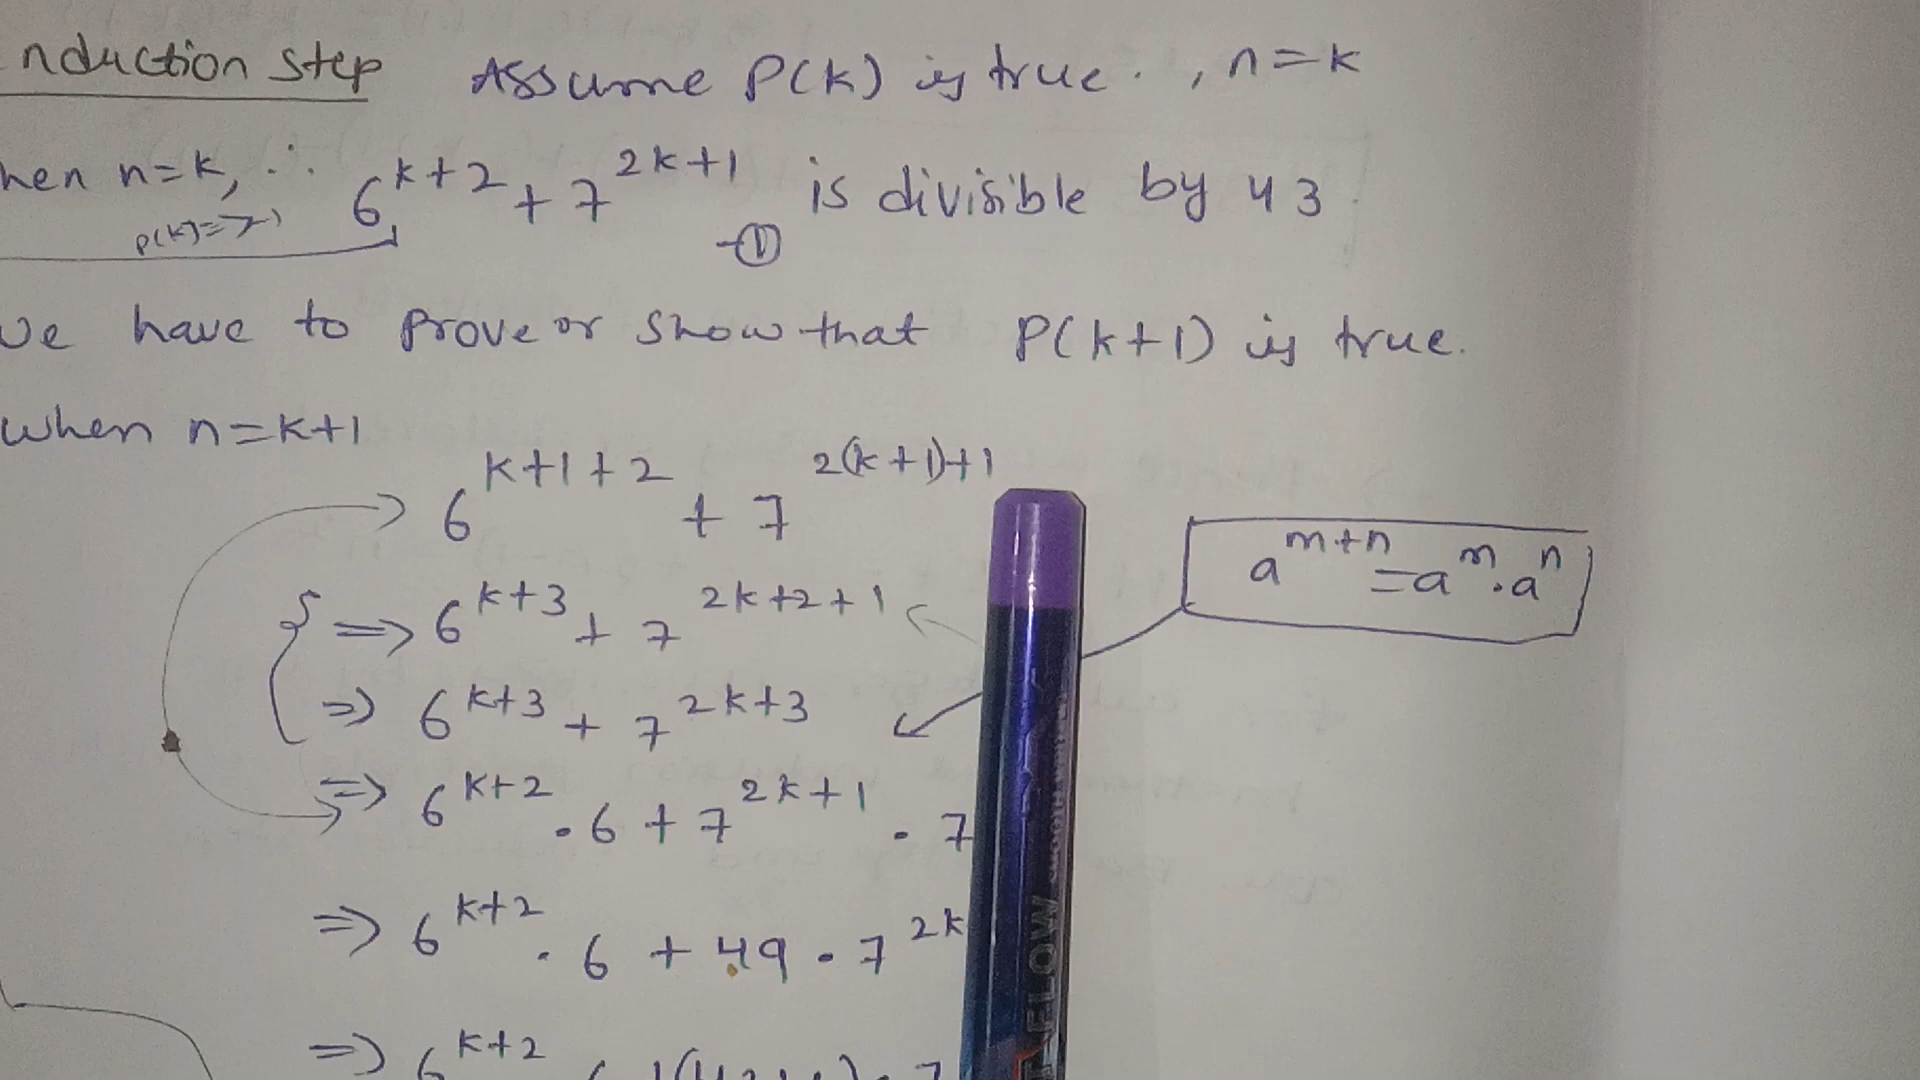 nduction step Assume P(k) is true. , n=k
hen n=k, ∴ 6^{k+2} + 7^{2k+1} is divisible by 43
-①
ve have to prove or show that P(k+1) is true.
when n=k+1
6^{k+1+2} + 7^{2(k+1)+1}
⇒ 6^{k+3} + 7^{2k+2+1}
a^{m+n} = a^m . a^n
⇒ 6^{k+3} + 7^{2k+3}
⇒ 6^{k+2} . 6 + 7^{2k+1} . 7
⇒ 6^{k+2} . 6 + 49 . 7^{2k
⇒ 6^{k+2}
FLOW